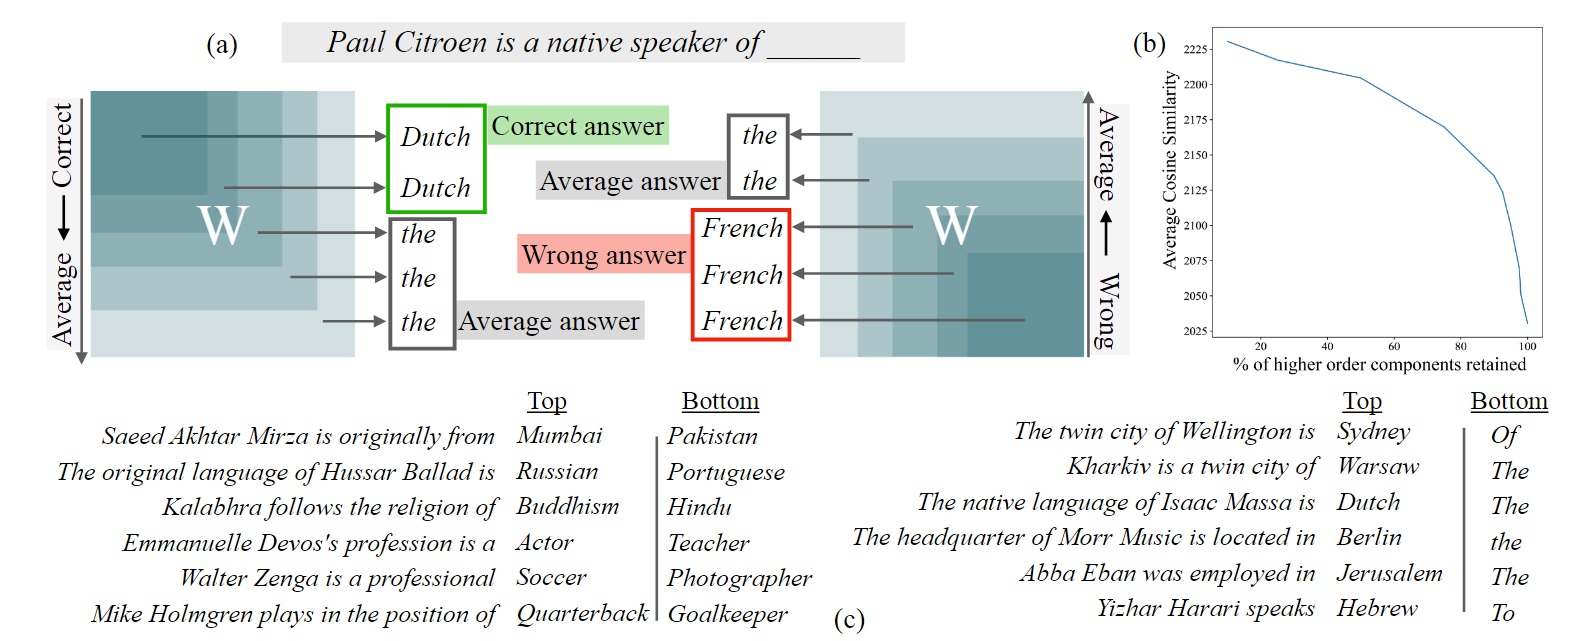 (a)
Paul Citroen is a native speaker of ______
Average ← Correct
W
Dutch
Correct answer
Dutch
the
the
the
Average answer
the
Average answer
the
French
Wrong answer
French
French
W
Average ← Wrong
(b)
Average Cosine Similarity
2225
2200
2175
2150
2125
2100
2075
2050
2025
20 40 60 80 100
% of higher order components retained
Top Bottom
Saeed Akhtar Mirza is originally from Mumbai Pakistan
The original language of Hussar Ballad is Russian Portuguese
Kalabhra follows the religion of Buddhism Hindu
Emmanuelle Devos's profession is a Actor Teacher
Walter Zenga is a professional Soccer Photographer
Mike Holmgren plays in the position of Quarterback Goalkeeper
(c)
Top Bottom
The twin city of Wellington is Sydney Of
Kharkiv is a twin city of Warsaw The
The native language of Isaac Massa is Dutch The
The headquarter of Morr Music is located in Berlin the
Abba Eban was employed in Jerusalem The
Yizhar Harari speaks Hebrew To